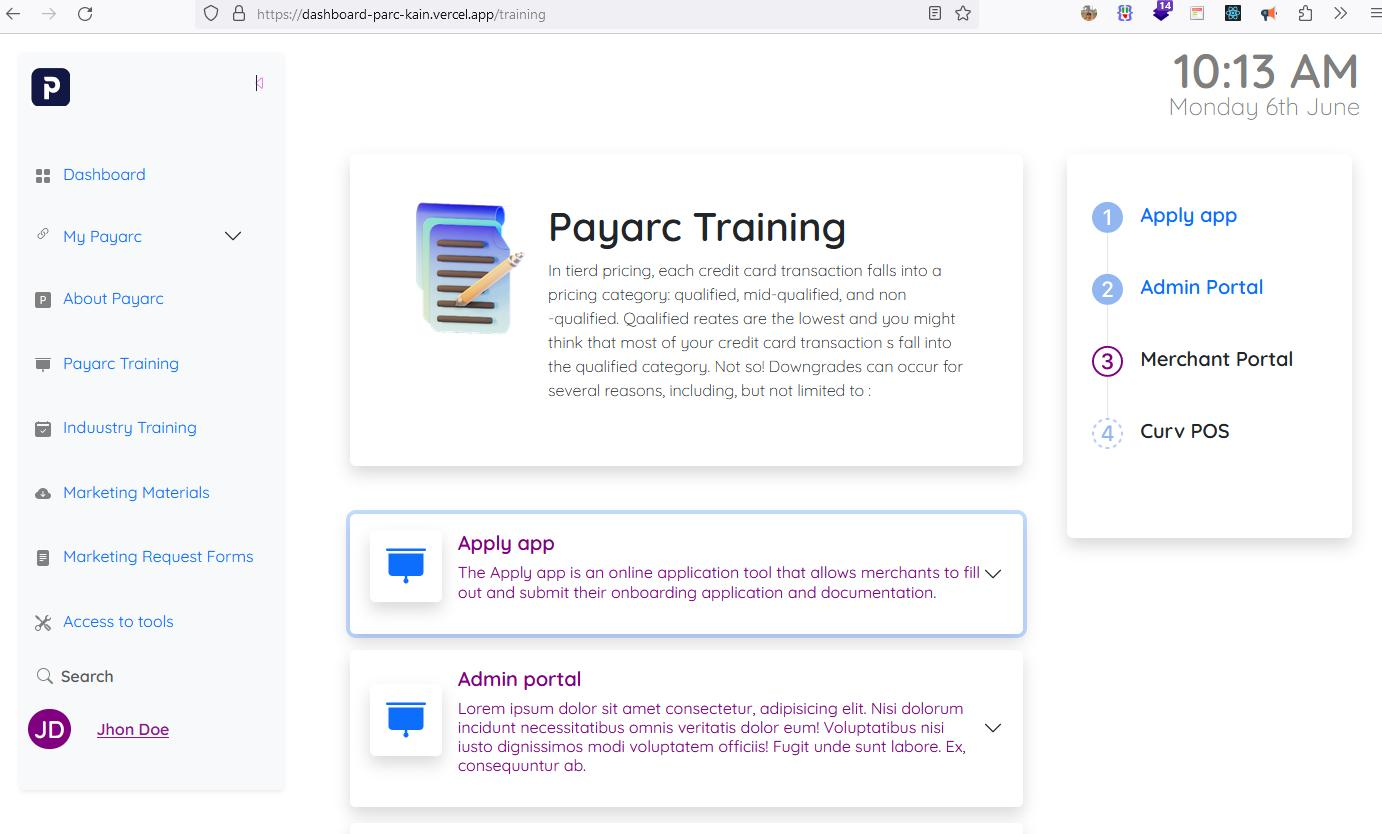 https://dashboard-parc-kain.vercel.app/training
14
P
Dashboard
My Payarc
About Payarc
Payarc Training
Induustry Training
Marketing Materials
Marketing Request Forms
Access to tools
Search
JD
Jhon Doe
10:13 AM
Monday 6th June
Payarc Training
In tierd pricing, each credit card transaction falls into a
pricing category: qualified, mid-qualified, and non
-qualified. Qaalified reates are the lowest and you might
think that most of your credit card transaction s fall into
the qualified category. Not so! Downgrades can occur for
several reasons, including, but not limited to :
1 Apply app
2 Admin Portal
3 Merchant Portal
4 Curv POS
Apply app
The Apply app is an online application tool that allows merchants to fill
out and submit their onboarding application and documentation.
Admin portal
Lorem ipsum dolor sit amet consectetur, adipisicing elit. Nisi dolorum
incidunt necessitatibus omnis veritatis dolor eum! Voluptatibus nisi
iusto dignissimos modi voluptatem officiis! Fugit unde sunt labore. Ex,
consequuntur ab.